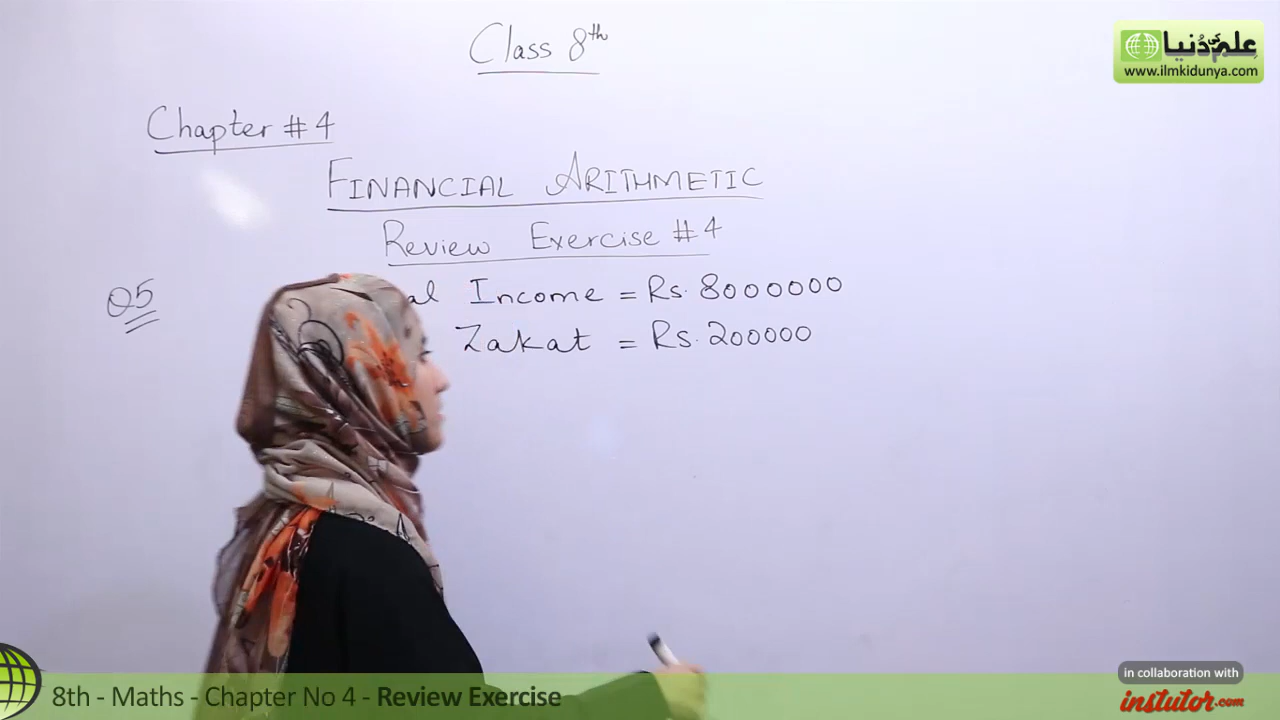 Class 8th
علم کی دنیا
www.ilmkidunya.com
Chapter # 4
FINANCIAL ARITHMETIC
Review Exercise # 4
Q5
Income = Rs. 8000000
Zakat = Rs. 200000
in collaboration with
instutor.com
8th - Maths - Chapter No 4 - Review Exercise